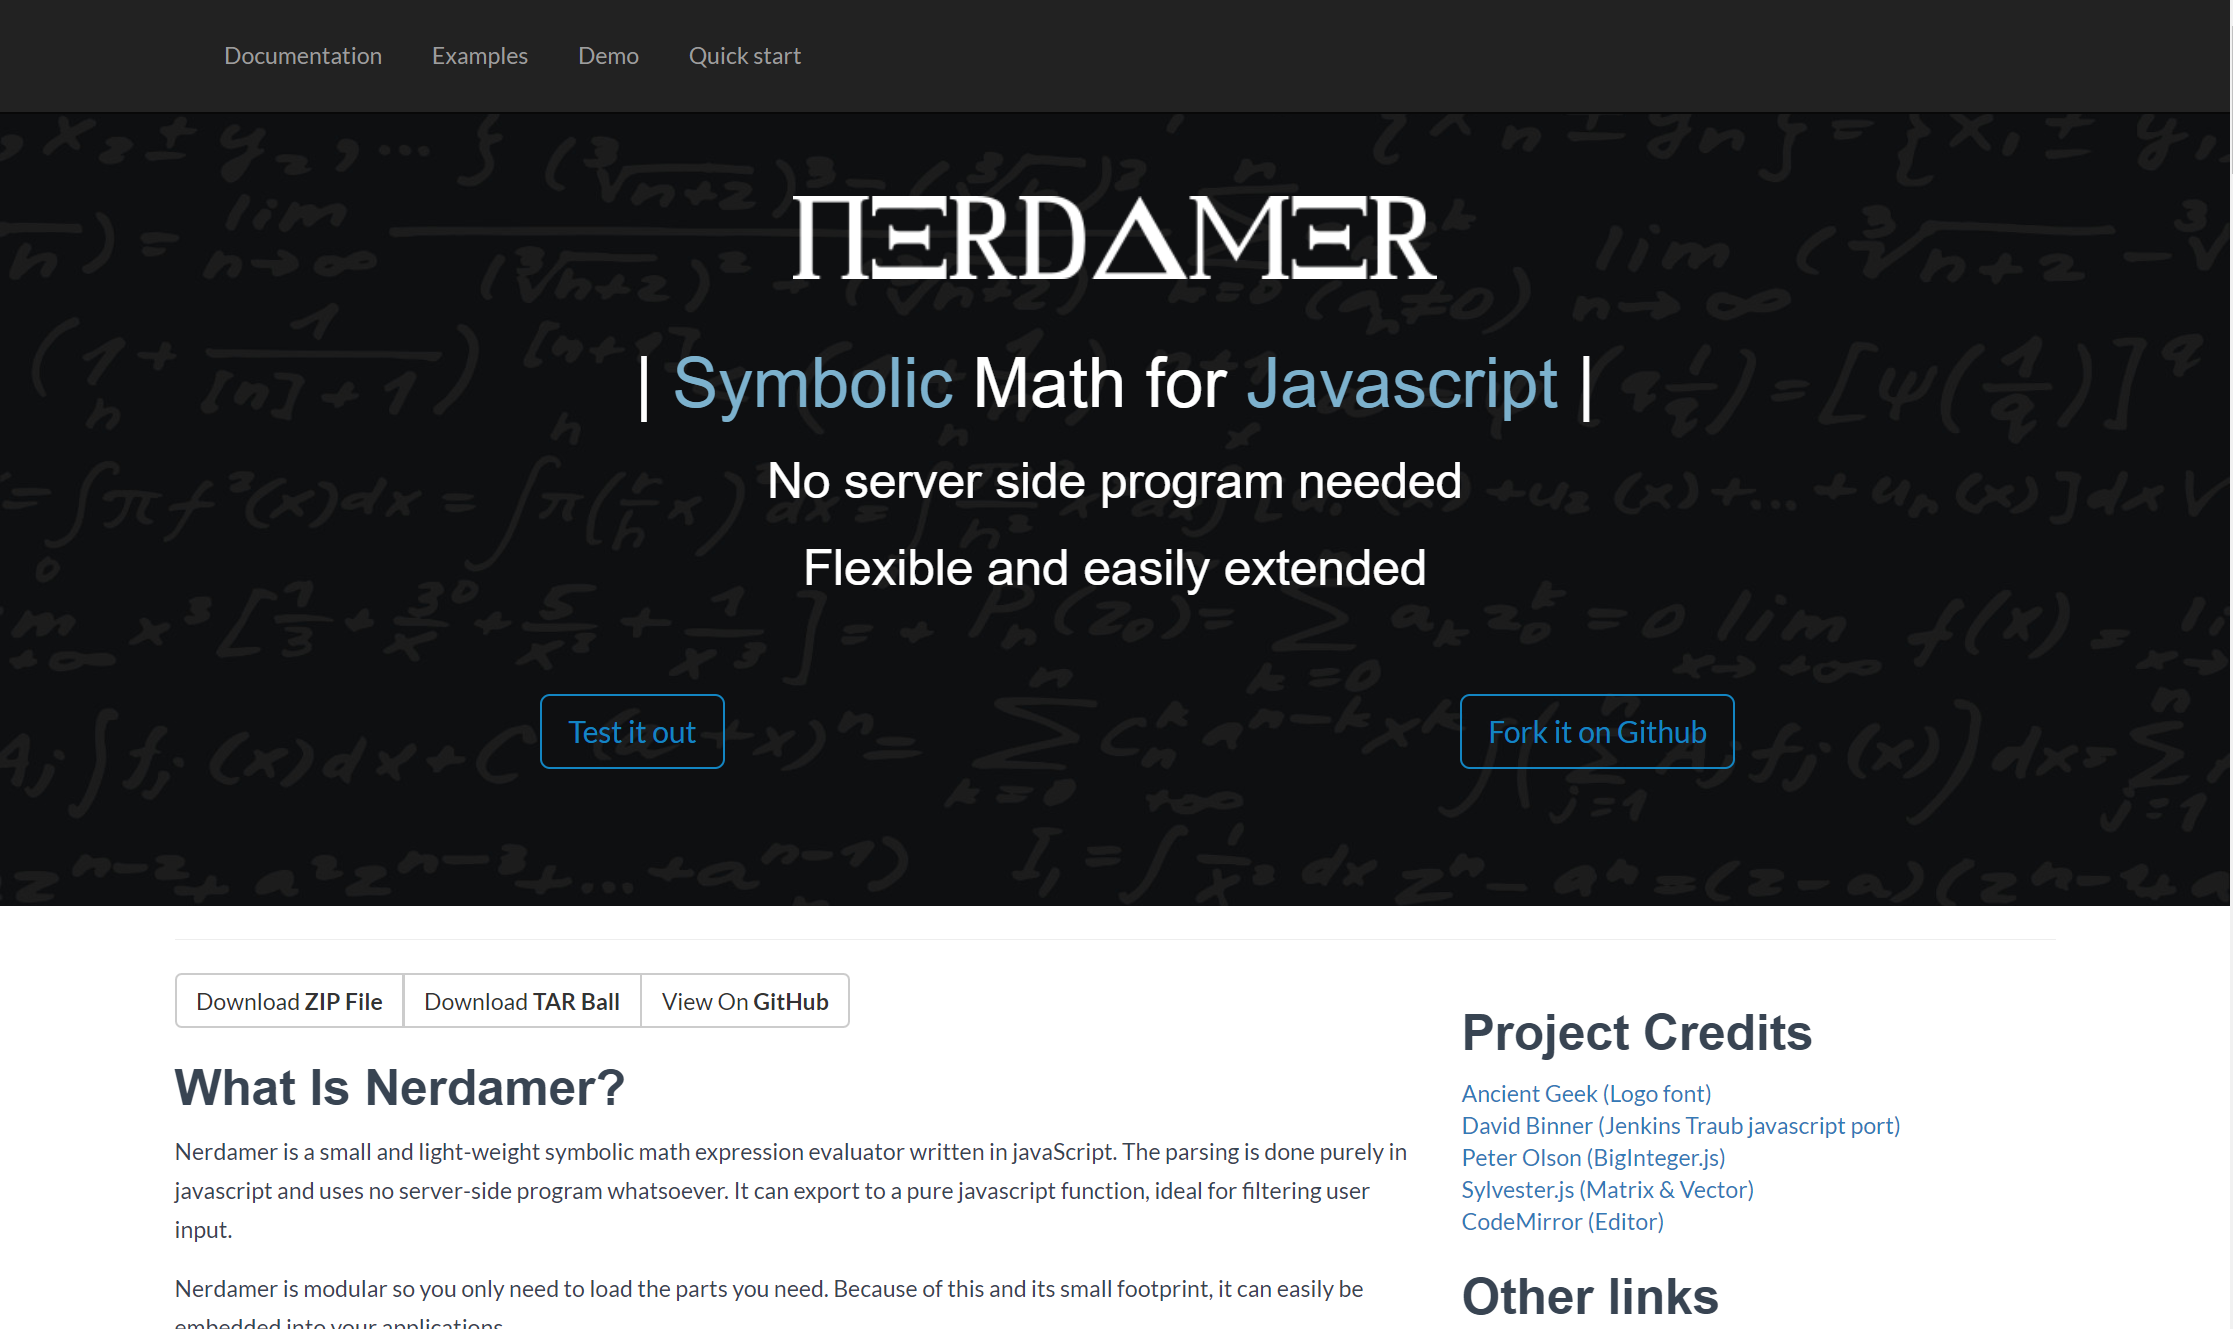 Documentation Examples Demo Quick start
NERDAMER
| Symbolic Math for Javascript |
No server side program needed
Flexible and easily extended
Test it out
Fork it on Github
Download ZIP File Download TAR Ball View On GitHub
What Is Nerdamer?
Nerdamer is a small and light-weight symbolic math expression evaluator written in javaScript. The parsing is done purely in
javascript and uses no server-side program whatsoever. It can export to a pure javascript function, ideal for filtering user
input.
Nerdamer is modular so you only need to load the parts you need. Because of this and its small footprint, it can easily be
embedded into your applications
Project Credits
Ancient Geek (Logo font)
David Binner (Jenkins Traub javascript port)
Peter Olson (BigInteger.js)
Sylvester.js (Matrix & Vector)
CodeMirror (Editor)
Other links